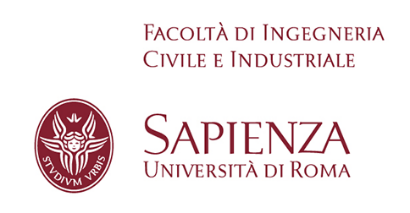 Facoltà di Ingegneria
Civile e Industriale
Sapienza
Università di Roma
STVDIVM VRBIS